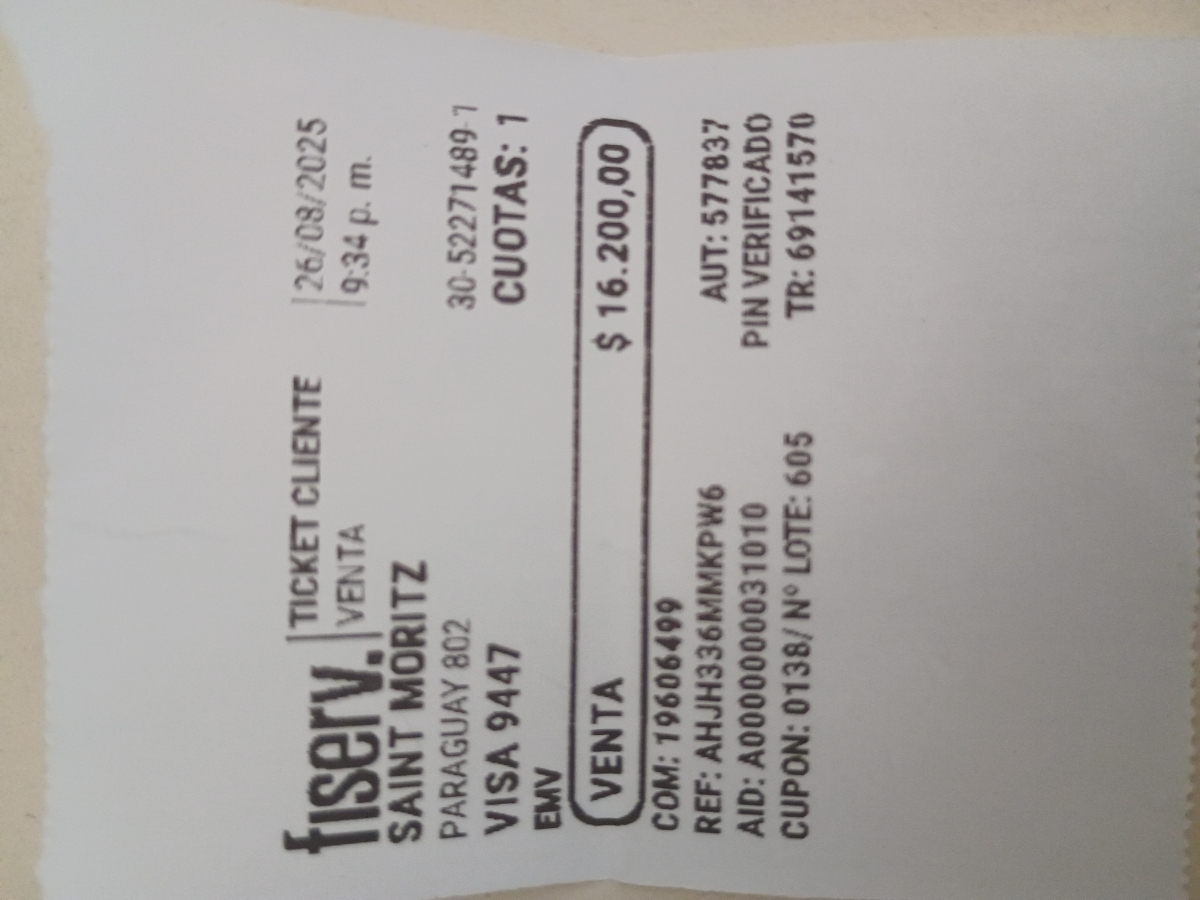 fiserv. TICKET CLIENTE 26/08/2025
VENTA 9:34 p. m.
SAINT MORITZ
PARAGUAY 802 30-52271489-1
VISA 9447 CUOTAS: 1
EMV
VENTA $ 16.200,00
COM: 19606499
REF: AHJH336MMKPW6 AUT: 577837
AID: A0000000031010 PIN VERIFICADO
CUPON: 0138/ Nº LOTE: 605 TR: 69141570